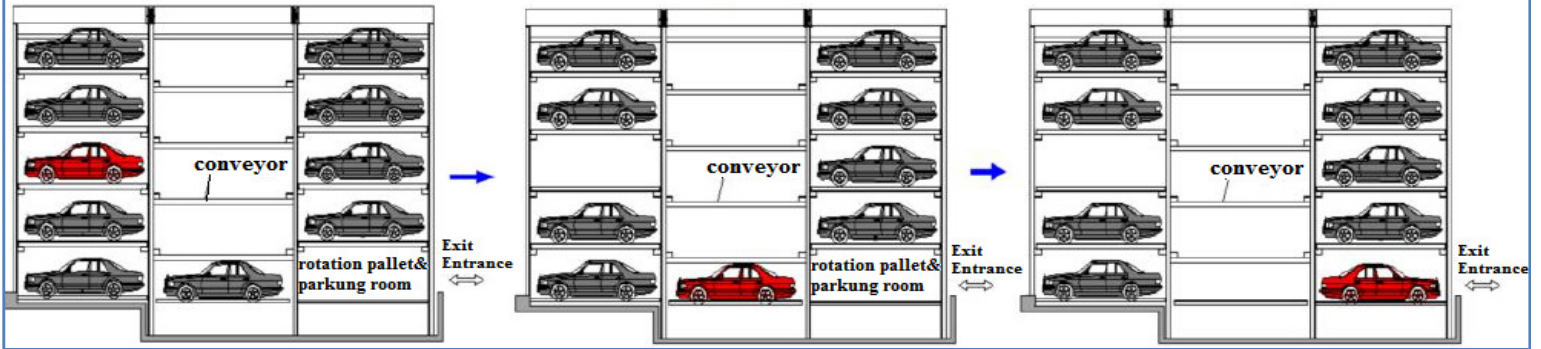 conveyor
Exit
Entrance
rotation pallet&
parkung room
conveyor
Exit
Entrance
rotation pallet&
parkung room
conveyor
Exit
Entrance